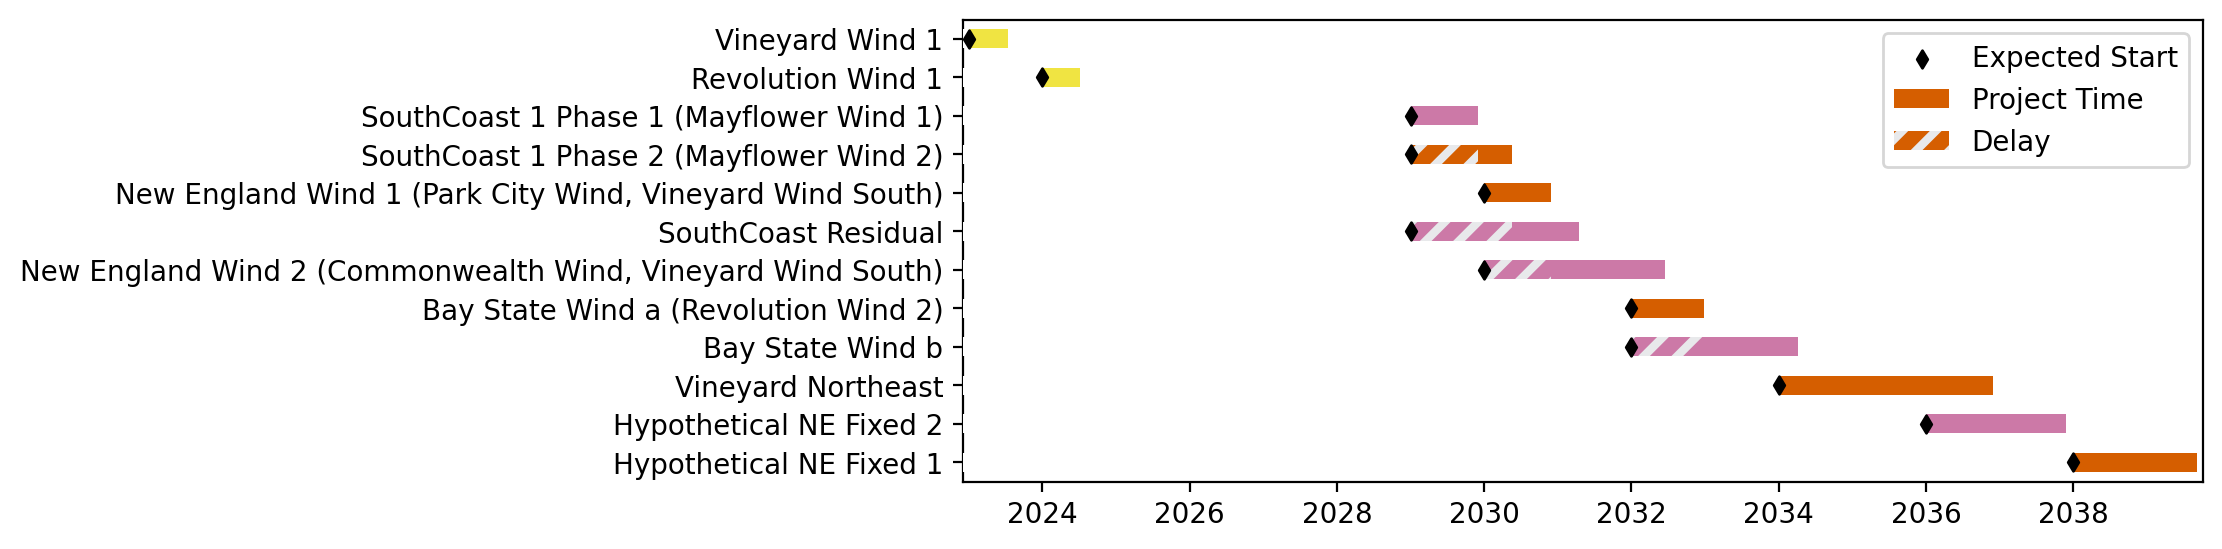 Vineyard Wind 1
Revolution Wind 1
SouthCoast 1 Phase 1 (Mayflower Wind 1)
SouthCoast 1 Phase 2 (Mayflower Wind 2)
New England Wind 1 (Park City Wind, Vineyard Wind South)
SouthCoast Residual
New England Wind 2 (Commonwealth Wind, Vineyard Wind South)
Bay State Wind a (Revolution Wind 2)
Bay State Wind b
Vineyard Northeast
Hypothetical NE Fixed 2
Hypothetical NE Fixed 1
Expected Start
Project Time
Delay
2024 2026 2028 2030 2032 2034 2036 2038